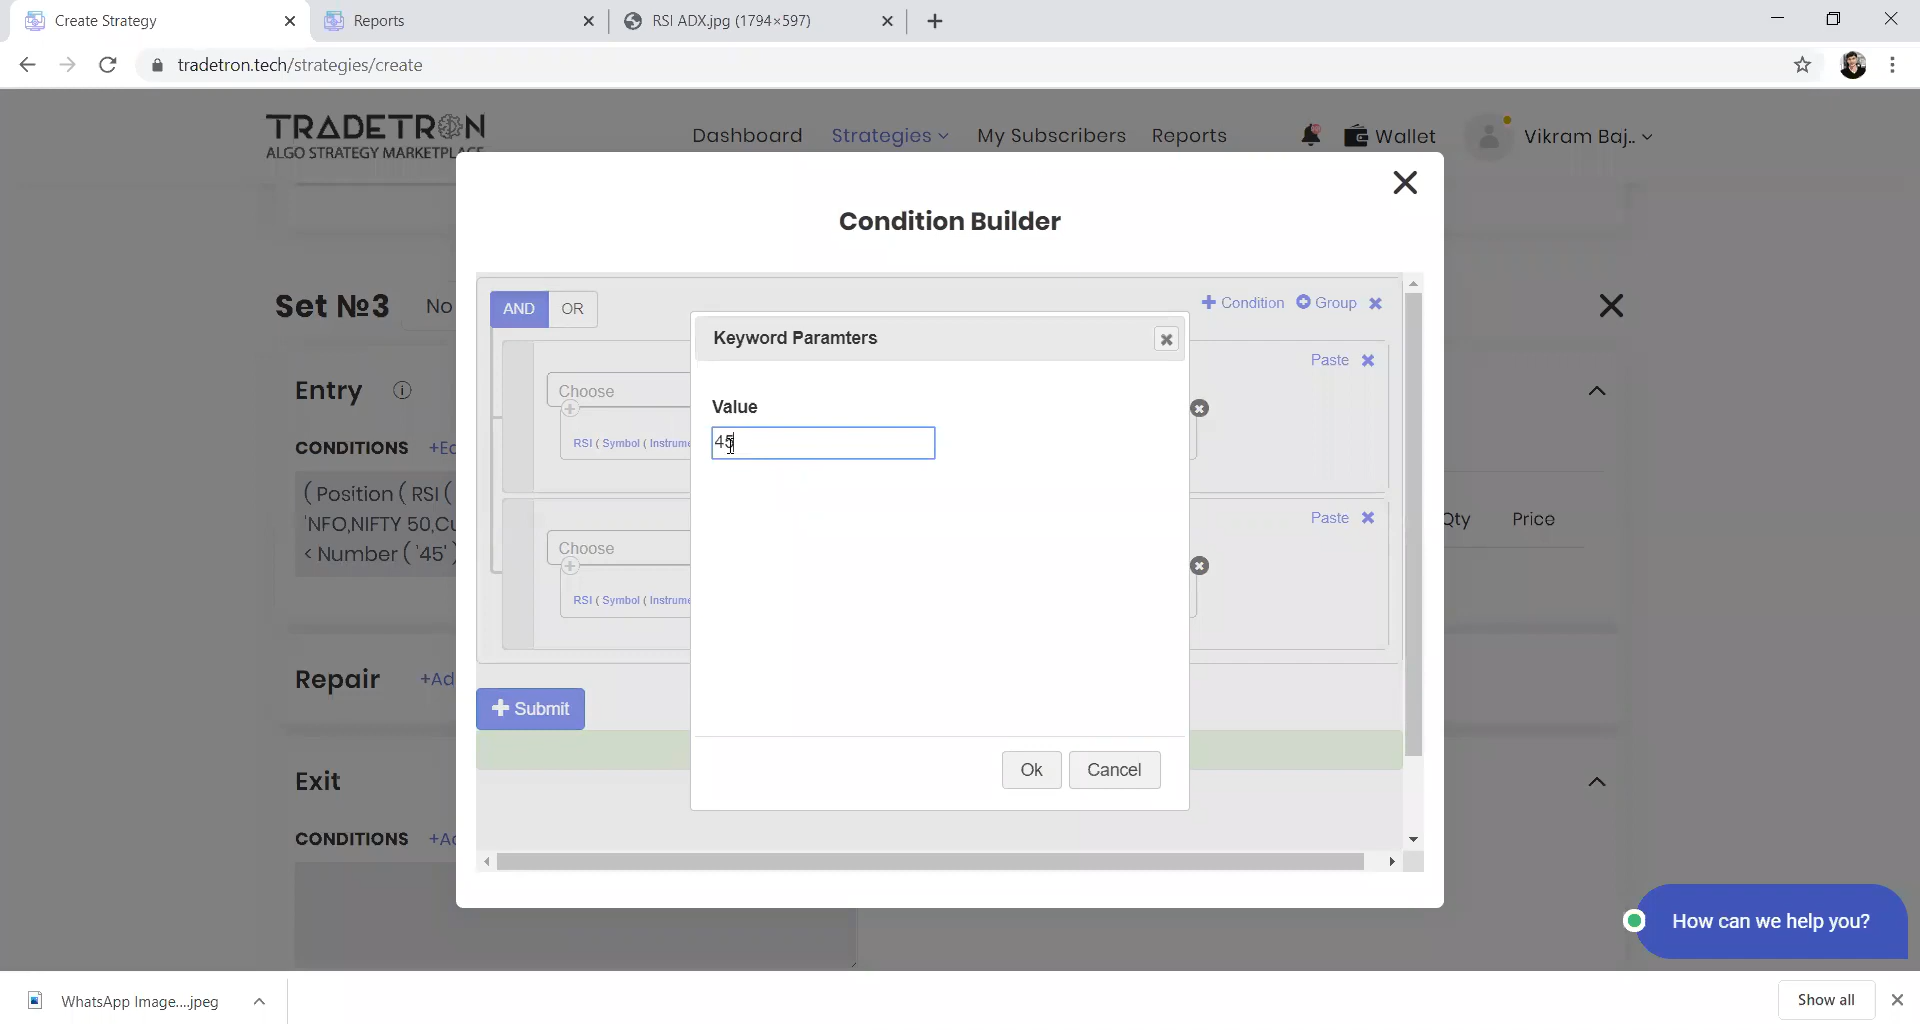 Create Strategy
Reports
RSI ADX.jpg (1794×597)
tradetron.tech/strategies/create
TRADETRON
ALGO STRATEGY MARKETPLACE
Dashboard
Strategies
My Subscribers
Reports
Wallet
Vikram Baj..
Condition Builder
Set №3
No
AND
OR
Condition
Group
Keyword Paramters
Entry
Choose
Paste
Value
CONDITIONS
45
RSI ( Symbol (
( Position ( RSI (
'NFO,NIFTY 50,
< Number ( '45' )
Paste
Qty
Price
Choose
RSI ( Symbol (
Repair
Submit
Ok
Cancel
Exit
CONDITIONS
How can we help you?
WhatsApp Image....jpeg
Show all